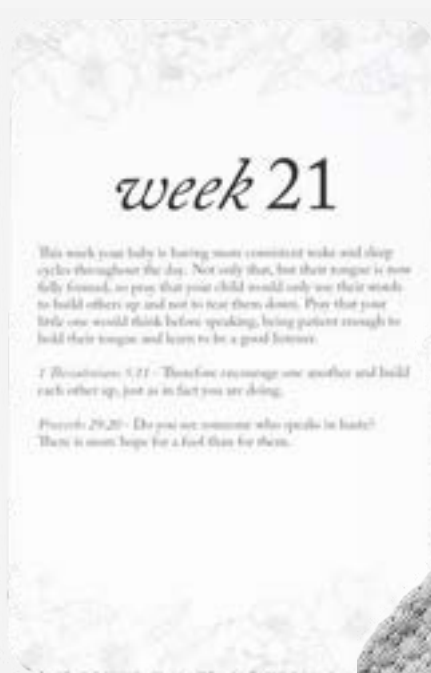 week 21
This week your baby is having more consistent wake and sleep
cycles throughout the day. Not only that, but their tongue is now
fully formed, so pray that your child would only use their words
to build others up and not to tear them down. Pray that your
little one would think before speaking, being patient enough to
hold their tongue and learn to be a good listener.
1 Thessalonians 5:11 - Therefore encourage one another and build
each other up, just as in fact you are doing.
Proverbs 29:20 - Do you see someone who speaks in haste?
There is more hope for a fool than for them.